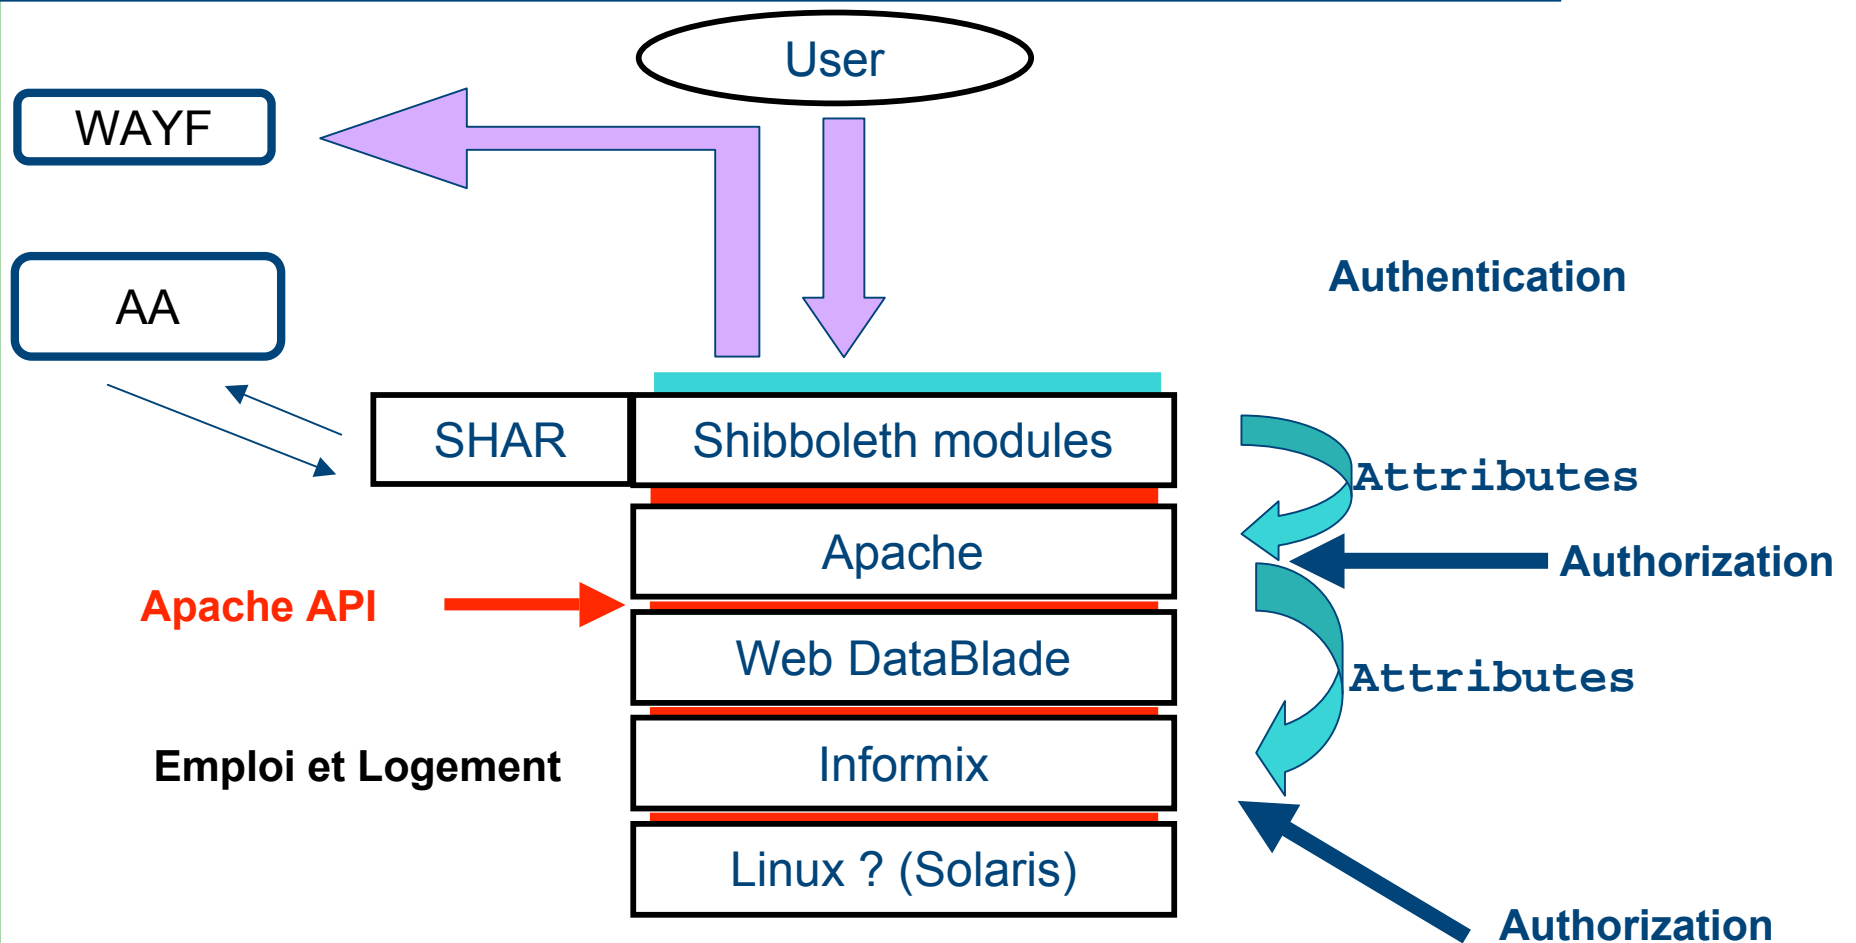 User
WAYF
AA
Authentication
SHAR
Shibboleth modules
Attributes
Apache
Authorization
Apache API
Web DataBlade
Attributes
Emploi et Logement
Informix
Linux ? (Solaris)
Authorization